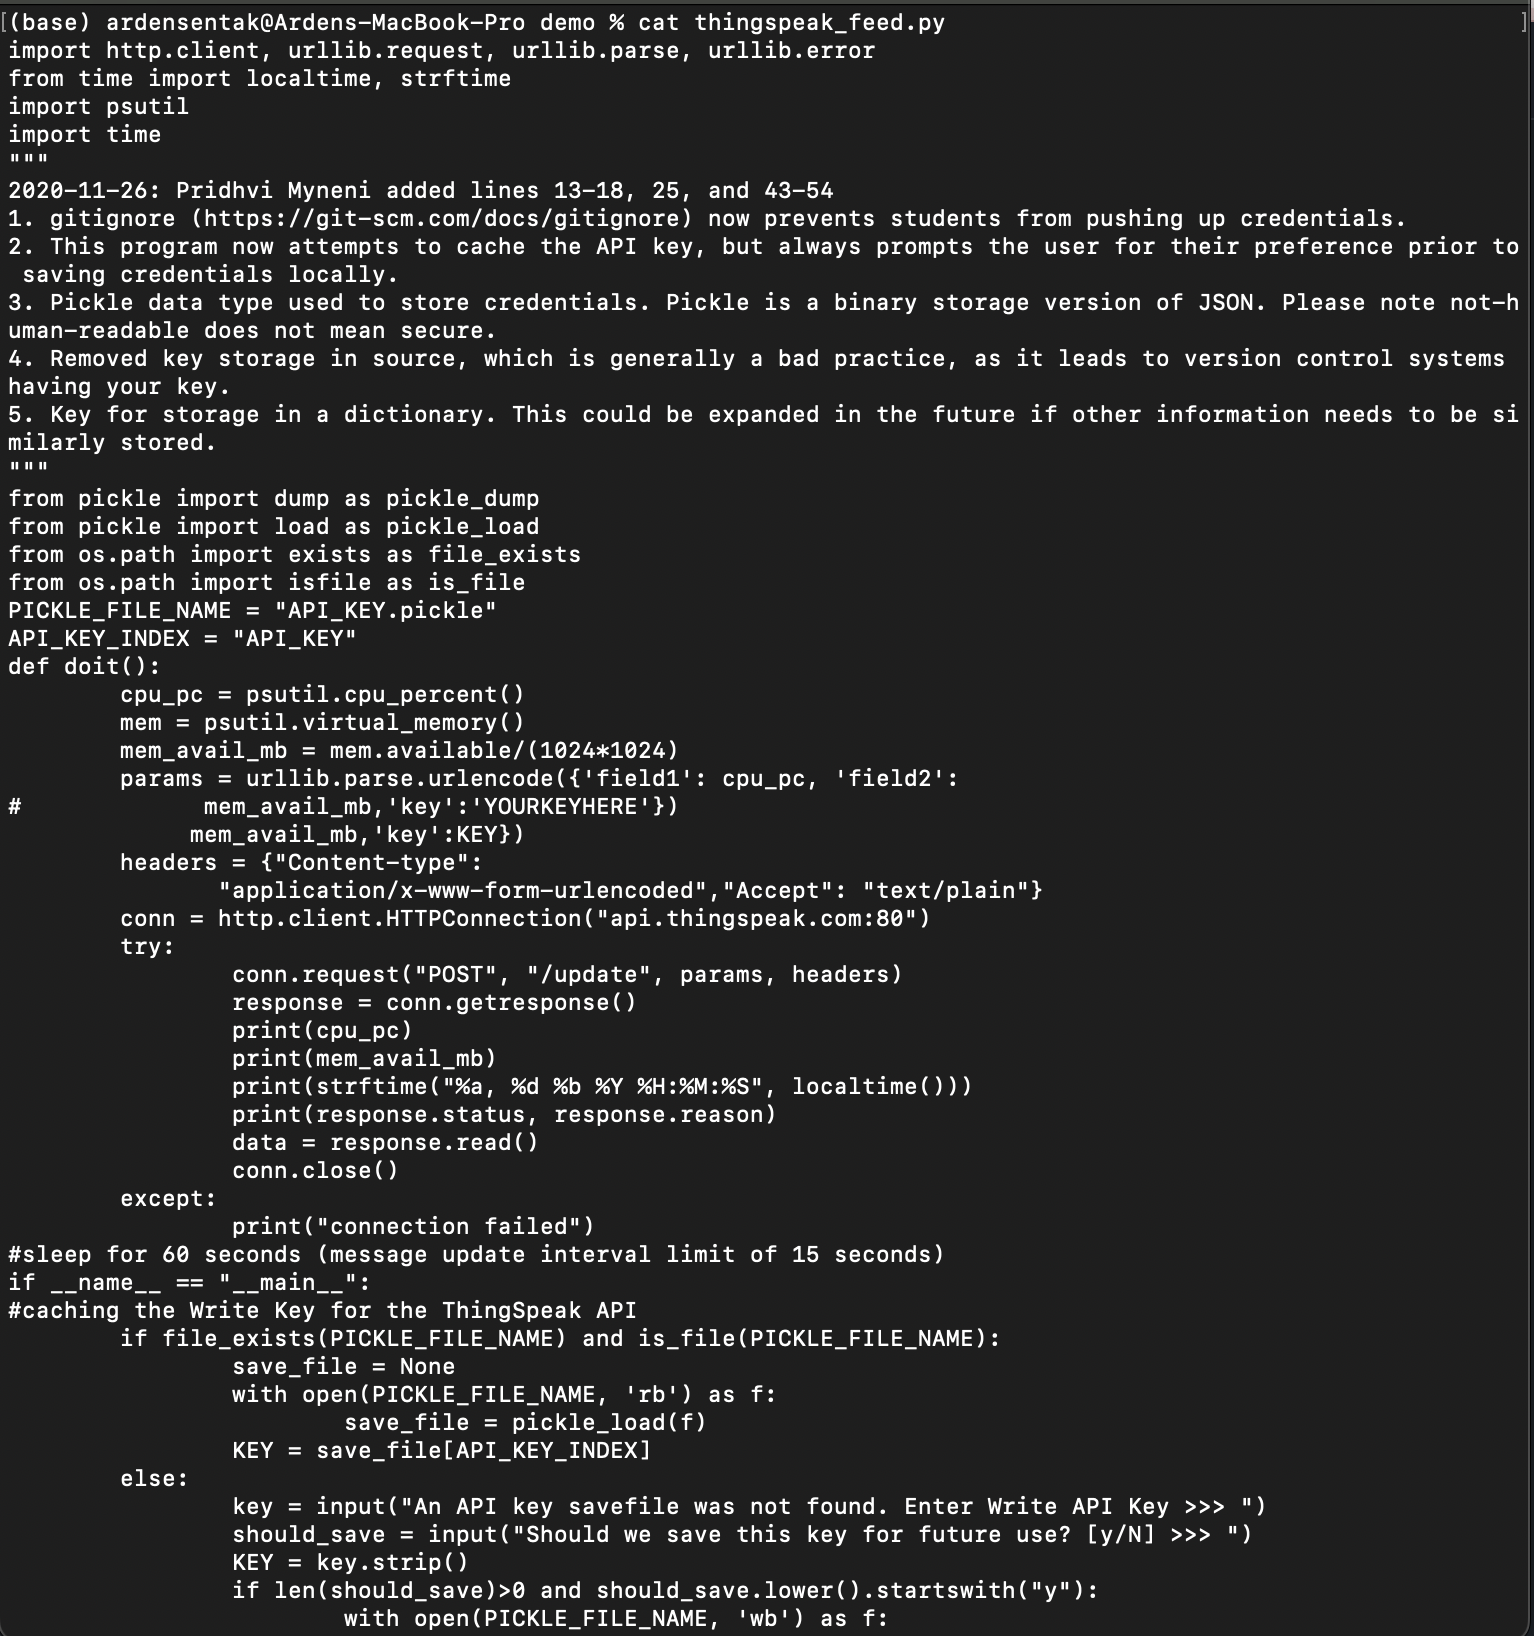 [(base) ardensentak@Ardens-MacBook-Pro demo % cat thingspeak_feed.py ]
import http.client, urllib.request, urllib.parse, urllib.error
from time import localtime, strftime
import psutil
import time
"""
2020-11-26: Pridhvi Myneni added lines 13-18, 25, and 43-54
1. gitignore (https://git-scm.com/docs/gitignore) now prevents students from pushing up credentials.
2. This program now attempts to cache the API key, but always prompts the user for their preference prior to
 saving credentials locally.
3. Pickle data type used to store credentials. Pickle is a binary storage version of JSON. Please note not-h
uman-readable does not mean secure.
4. Removed key storage in source, which is generally a bad practice, as it leads to version control systems
having your key.
5. Key for storage in a dictionary. This could be expanded in the future if other information needs to be si
milarly stored.
"""
from pickle import dump as pickle_dump
from pickle import load as pickle_load
from os.path import exists as file_exists
from os.path import isfile as is_file
PICKLE_FILE_NAME = "API_KEY.pickle"
API_KEY_INDEX = "API_KEY"
def doit():
        cpu_pc = psutil.cpu_percent()
        mem = psutil.virtual_memory()
        mem_avail_mb = mem.available/(1024*1024)
        params = urllib.parse.urlencode({'field1': cpu_pc, 'field2':
#             mem_avail_mb,'key':'YOURKEYHERE'})
             mem_avail_mb,'key':KEY})
        headers = {"Content-type":
               "application/x-www-form-urlencoded","Accept": "text/plain"}
        conn = http.client.HTTPConnection("api.thingspeak.com:80")
        try:
                conn.request("POST", "/update", params, headers)
                response = conn.getresponse()
                print(cpu_pc)
                print(mem_avail_mb)
                print(strftime("%a, %d %b %Y %H:%M:%S", localtime()))
                print(response.status, response.reason)
                data = response.read()
                conn.close()
        except:
                print("connection failed")
#sleep for 60 seconds (message update interval limit of 15 seconds)
if __name__ == "__main__":
#caching the Write Key for the ThingSpeak API
        if file_exists(PICKLE_FILE_NAME) and is_file(PICKLE_FILE_NAME):
                save_file = None
                with open(PICKLE_FILE_NAME, 'rb') as f:
                        save_file = pickle_load(f)
                KEY = save_file[API_KEY_INDEX]
        else:
                key = input("An API key savefile was not found. Enter Write API Key >>> ")
                should_save = input("Should we save this key for future use? [y/N] >>> ")
                KEY = key.strip()
                if len(should_save)>0 and should_save.lower().startswith("y"):
                        with open(PICKLE_FILE_NAME, 'wb') as f: